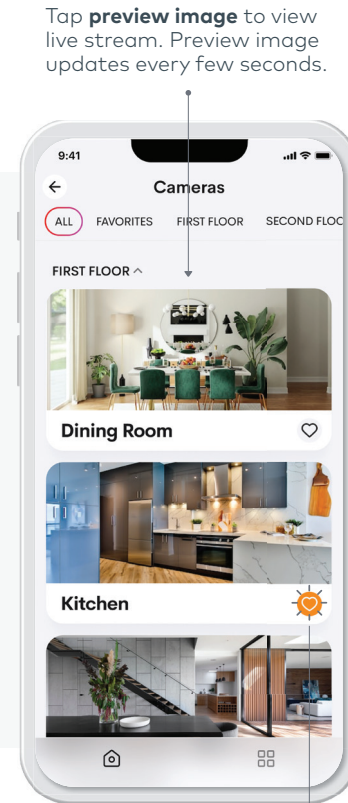 Tap preview image to view
live stream. Preview image
updates every few seconds.
9:41
Cameras
ALL FAVORITES FIRST FLOOR SECOND FLOO
FIRST FLOOR
Dining Room
Kitchen